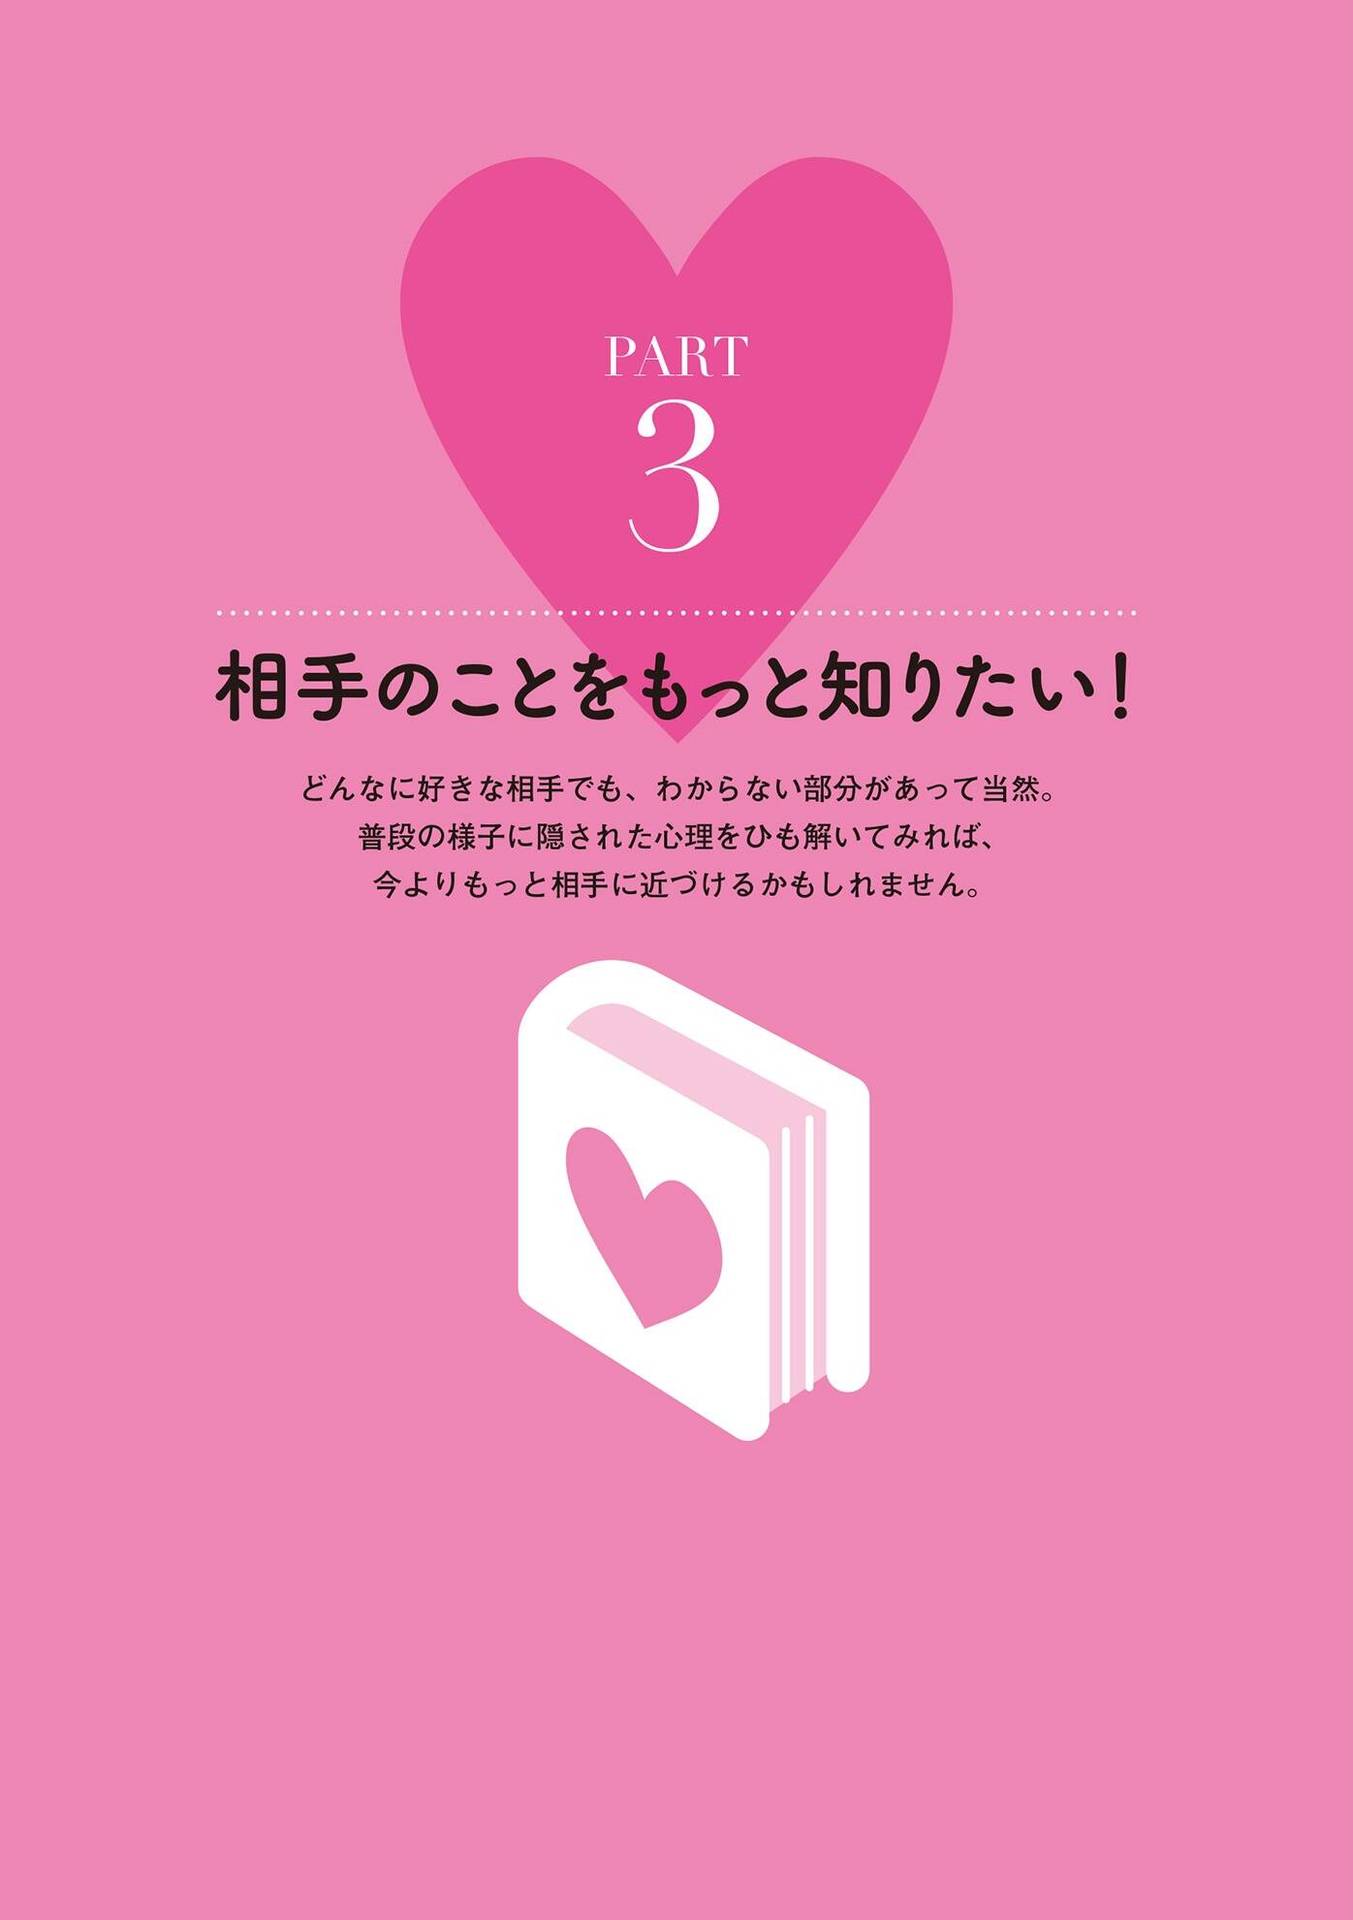 PART
3
相手のことをもっと知りたい！
どんなに好きな相手でも、わからない部分があって当然。
普段の様子に隠された心理をひも解いてみれば、
今よりもっと相手に近づけるかもしれません。